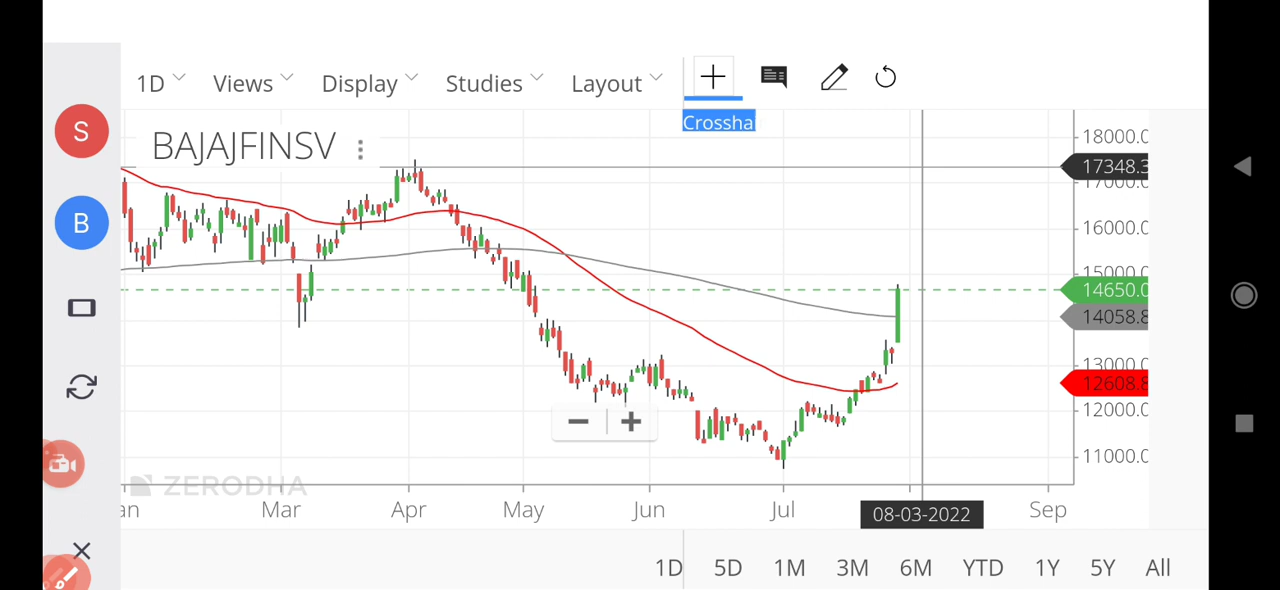 1D Views Display Studies Layout
Crossha
S
BAJAJFINSV
18000.0
17348.3
17000.0
16000.0
B
15000.0
14650.0
14058.8
13000.0
12608.8
12000.0
11000.0
− +
ZERODHA
an Mar Apr May Jun Jul 08-03-2022 Sep
1D 5D 1M 3M 6M YTD 1Y 5Y All